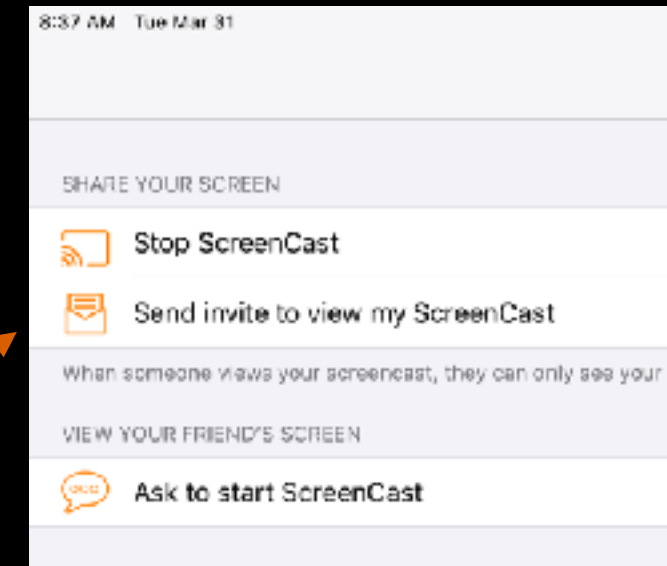 8:37 AM Tue Mar 31
SHARE YOUR SCREEN
Stop ScreenCast
Send invite to view my ScreenCast
When someone views your screencast, they can only see your
VIEW YOUR FRIEND'S SCREEN
Ask to start ScreenCast